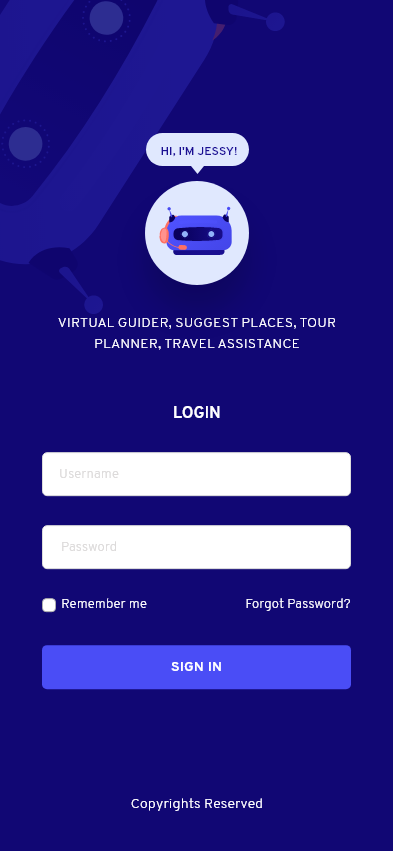 HI, I'M JESSY!
VIRTUAL GUIDER, SUGGEST PLACES, TOUR
PLANNER, TRAVEL ASSISTANCE
LOGIN
Username
Password
Remember me
Forgot Password?
SIGN IN
Copyrights Reserved